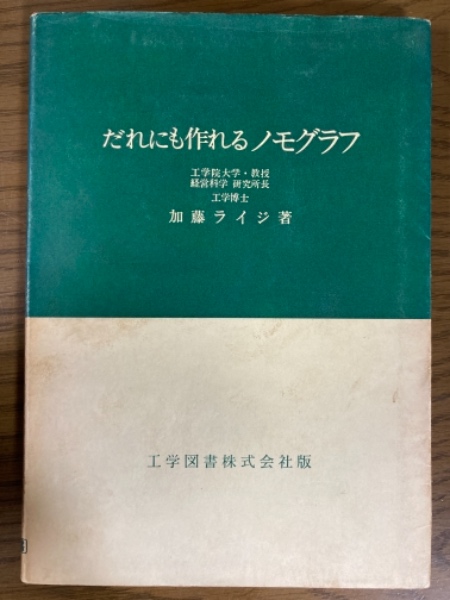 だれにも作れるノモグラフ
工学院大学・教授
経営科学 研究所長
工学博士
加藤ライジ著
工学図書株式会社版